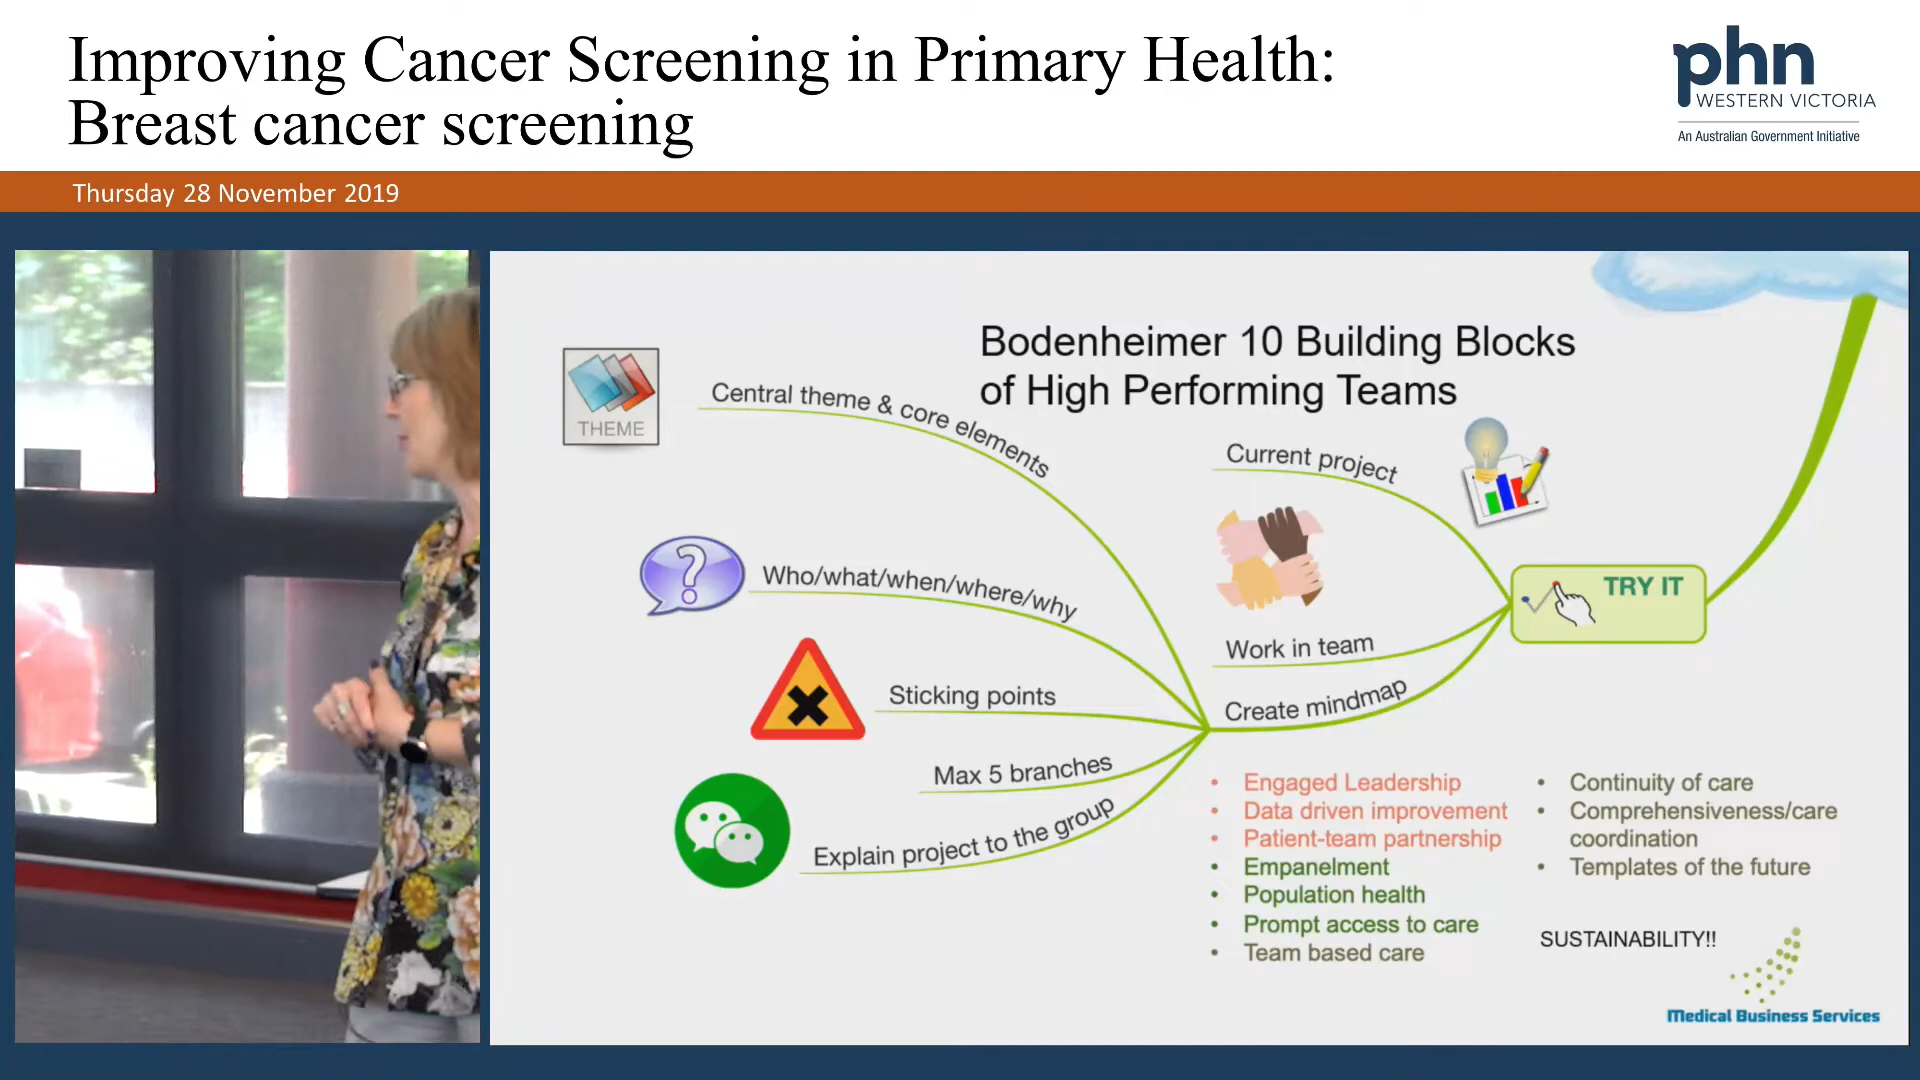 Improving Cancer Screening in Primary Health:
Breast cancer screening
phn
WESTERN VICTORIA
An Australian Government Initiative
Thursday 28 November 2019
Bodenheimer 10 Building Blocks
of High Performing Teams
THEME
Central theme & core elements
Who/what/when/where/why
Sticking points
Max 5 branches
Explain project to the group
Current project
Work in team
Create mindmap
TRY IT
• Engaged Leadership
• Data driven improvement
• Patient-team partnership
• Empanelment
• Population health
• Prompt access to care
• Team based care
• Continuity of care
• Comprehensiveness/care
coordination
• Templates of the future
SUSTAINABILITY!!
Medical Business Services